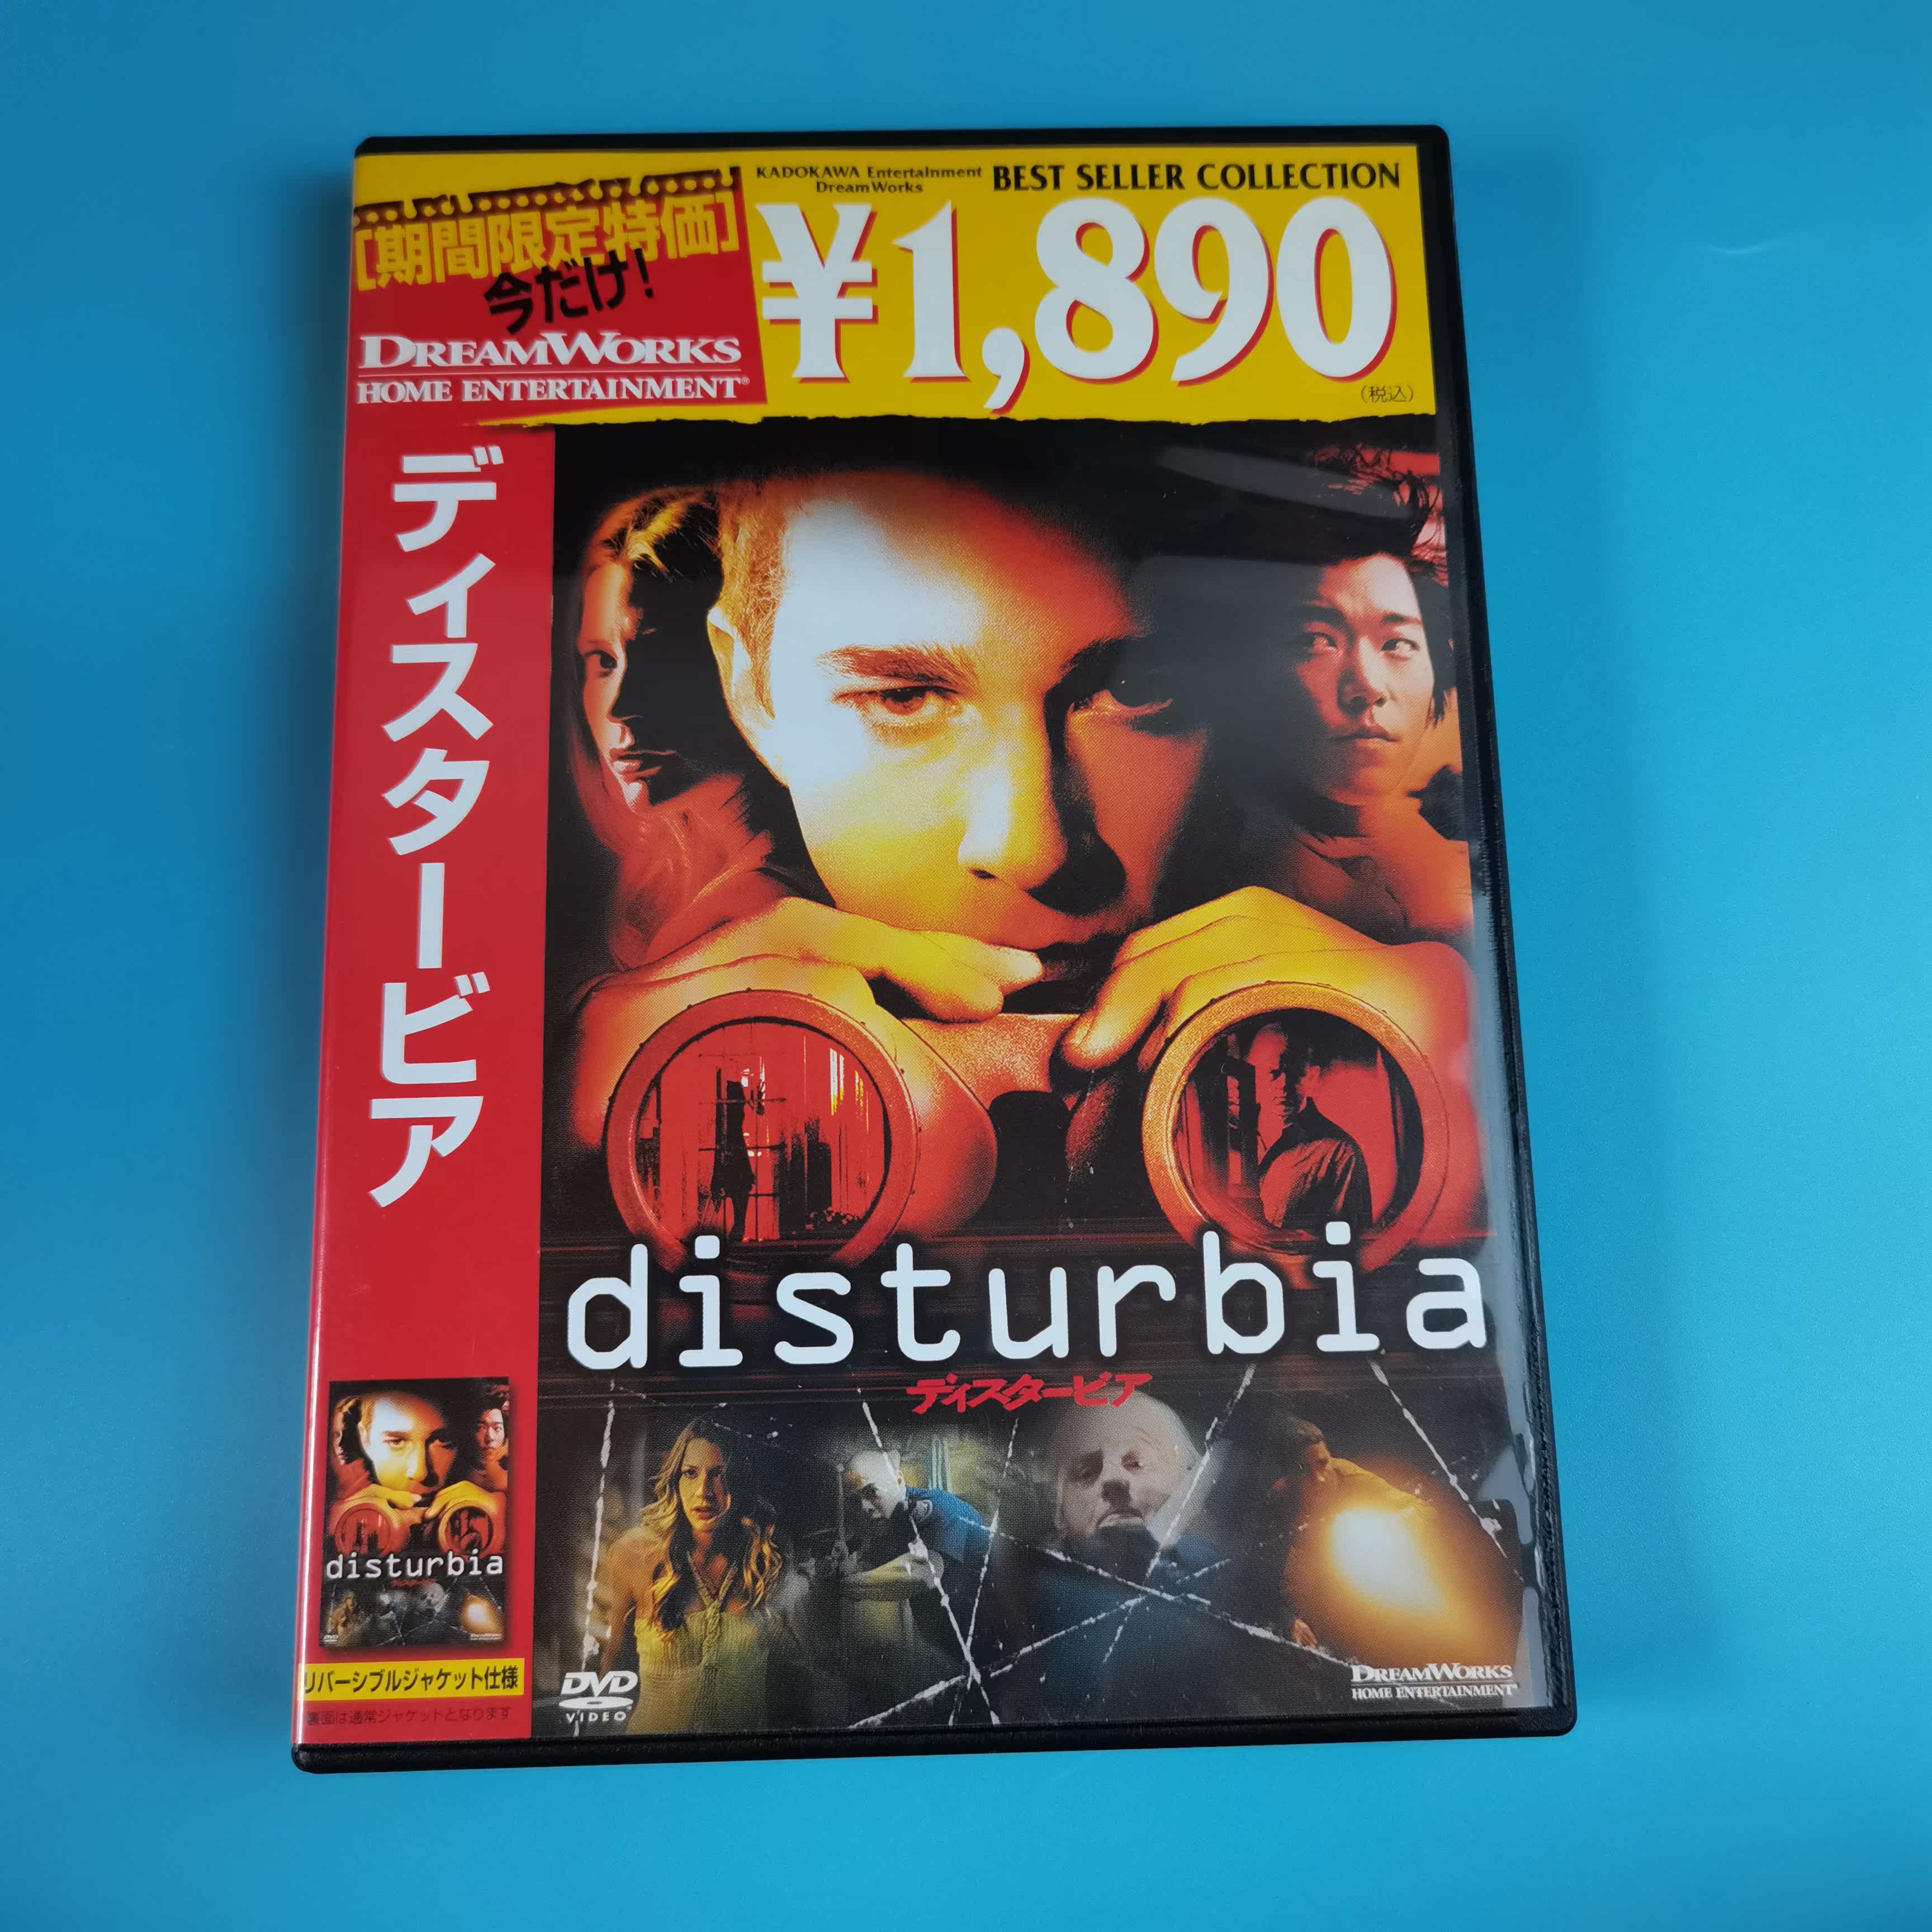 KADOKAWA Entertainment
DreamWorks
BEST SELLER COLLECTION
[期間限定特価]
今だけ!
DREAMWORKS
HOME ENTERTAINMENT®
¥1,890
(税込)
ディスタービア
disturbia
ディスタービア
disturbia
リバーシブルジャケット仕様
裏面は通常ジャケットとなります
DVD
VIDEO
DREAMWORKS
HOME ENTERTAINMENT